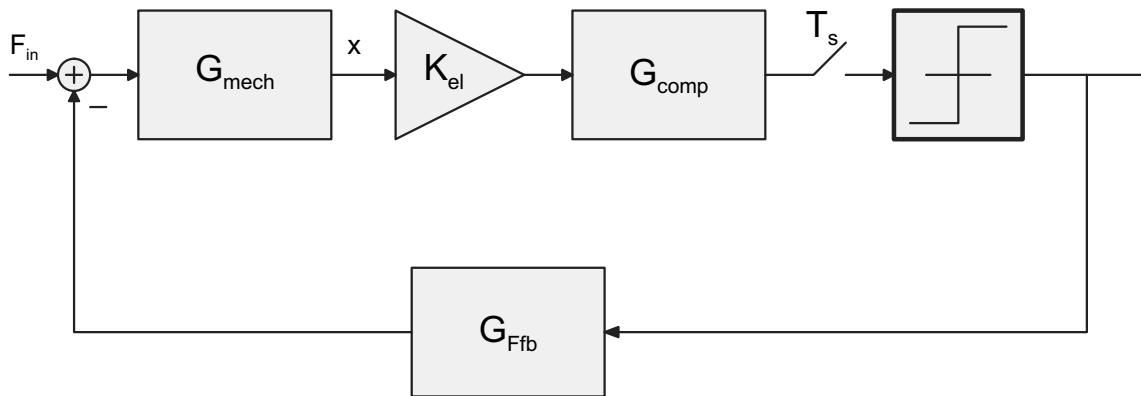 F_in
+
−
G_mech
x
K_el
G_comp
T_s
G_Ffb